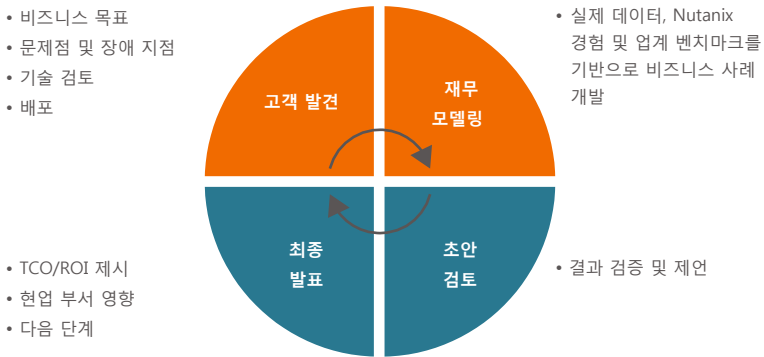 • 비즈니스 목표
• 문제점 및 장애 지점
• 기술 검토
• 배포
고객 발견
재무
모델링
• 실제 데이터, Nutanix
경험 및 업계 벤치마크를
기반으로 비즈니스 사례
개발
• TCO/ROI 제시
• 현업 부서 영향
• 다음 단계
최종
발표
초안
검토
• 결과 검증 및 제언